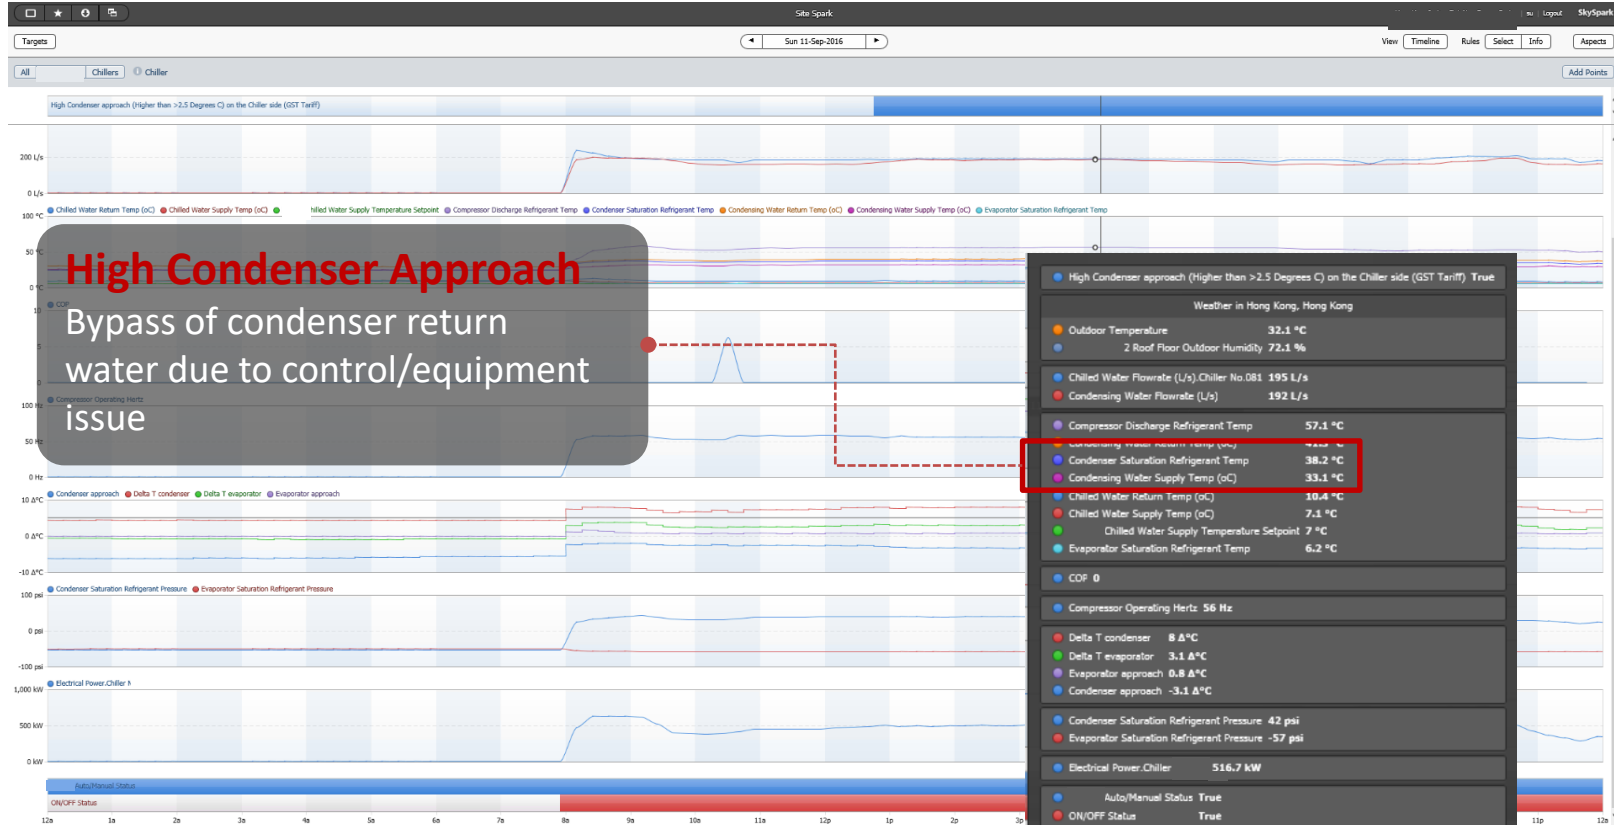 Site Spark
su | Logout SkySpark
Targets
Sun 11-Sep-2016
View Timeline Rules Select Info Aspects
All Chillers Chiller
Add Points
High Condenser approach (Higher than >2.5 Degrees C) on the Chiller side (GST Tariff)
200 L/s
0 L/s
Chilled Water Return Temp (oC) Chilled Water Supply Temp (oC) hilled Water Supply Temperature Setpoint Compressor Discharge Refrigerant Temp Condenser Saturation Refrigerant Temp Condensing Water Return Temp (oC) Condensing Water Supply Temp (oC) Evaporator Saturation Refrigerant Temp
100 °C
50 °C
0 °C
High Condenser Approach
Bypass of condenser return
water due to control/equipment
issue
COP
10
5
0
Compressor Operating Hertz
100 Hz
50 Hz
0 Hz
Condenser approach Delta T condenser Delta T evaporator Evaporator approach
10 Δ°C
0 Δ°C
-10 Δ°C
Condenser Saturation Refrigerant Pressure Evaporator Saturation Refrigerant Pressure
100 psi
0 psi
-100 psi
Electrical Power.Chiller
1,000 kW
500 kW
0 kW
Auto/Manual Status
ON/OFF Status
12a 1a 2a 3a 4a 5a 6a 7a 8a 9a 10a 11a 12p 1p 2p 3p 11p 12a
High Condenser approach (Higher than >2.5 Degrees C) on the Chiller side (GST Tariff) True
Weather in Hong Kong, Hong Kong
Outdoor Temperature 32.1 °C
2 Roof Floor Outdoor Humidity 72.1 %
Chilled Water Flowrate (L/s).Chiller No.081 195 L/s
Condensing Water Flowrate (L/s) 192 L/s
Compressor Discharge Refrigerant Temp 57.1 °C
Condensing Water Return Temp (oC) 41.3 °C
Condenser Saturation Refrigerant Temp 38.2 °C
Condensing Water Supply Temp (oC) 33.1 °C
Chilled Water Return Temp (oC) 10.4 °C
Chilled Water Supply Temp (oC) 7.1 °C
Chilled Water Supply Temperature Setpoint 7 °C
Evaporator Saturation Refrigerant Temp 6.2 °C
COP 0
Compressor Operating Hertz 56 Hz
Delta T condenser 8 Δ°C
Delta T evaporator 3.1 Δ°C
Evaporator approach 0.8 Δ°C
Condenser approach -3.1 Δ°C
Condenser Saturation Refrigerant Pressure 42 psi
Evaporator Saturation Refrigerant Pressure -57 psi
Electrical Power.Chiller 516.7 kW
Auto/Manual Status True
ON/OFF Status True